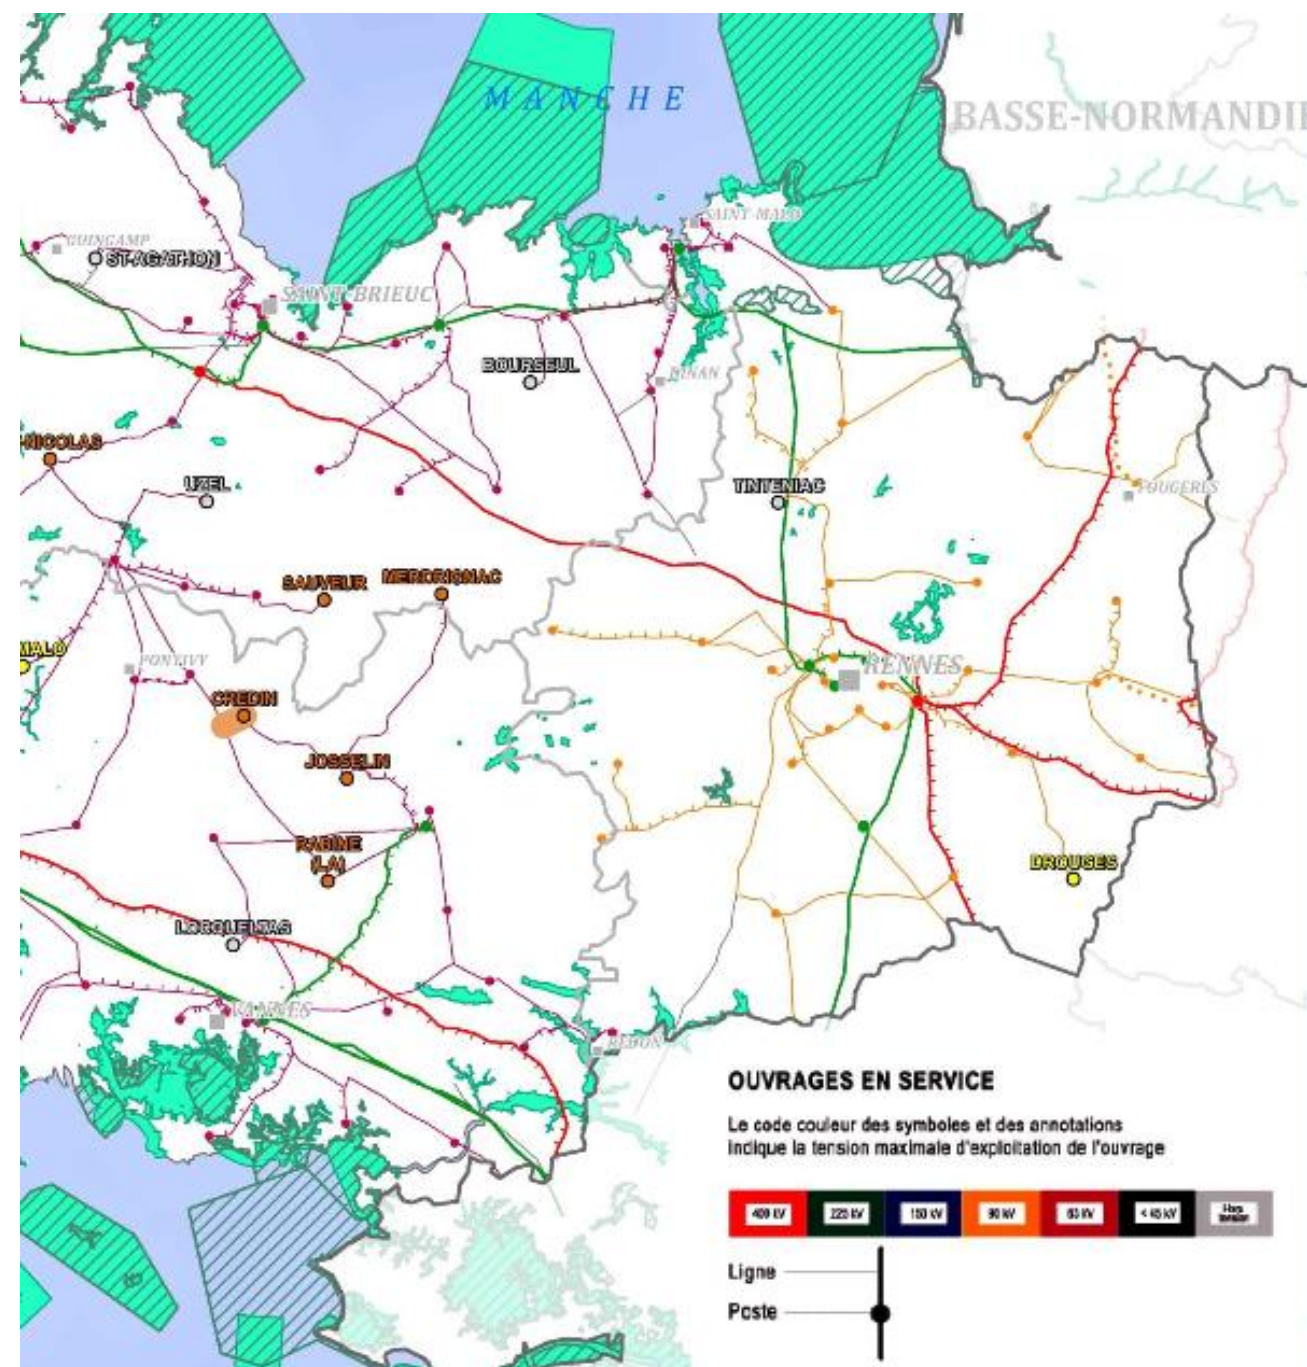 MANCHE
BASSE-NORMANDI
SAINT-MALO
GUINGAMP
ST-AGATHON
SAINT-BRIEUC
BOURSEUL
DINAN
-NICOLAS
UZEL
TINTENIAC
FOUGERES
SAUVEUR
MERDRIGNAC
MALO
PONTIVY
RENNES
CREDIN
JOSSELIN
RABINE
(LA)
DROUGES
LOCQUELTAS
VANNES
REDON
OUVRAGES EN SERVICE
Le code couleur des symboles et des annotations
indique la tension maximale d'exploitation de l'ouvrage
400 kV 225 kV 150 kV 90 kV 63 kV < 45 kV Hors tension
Ligne
Poste